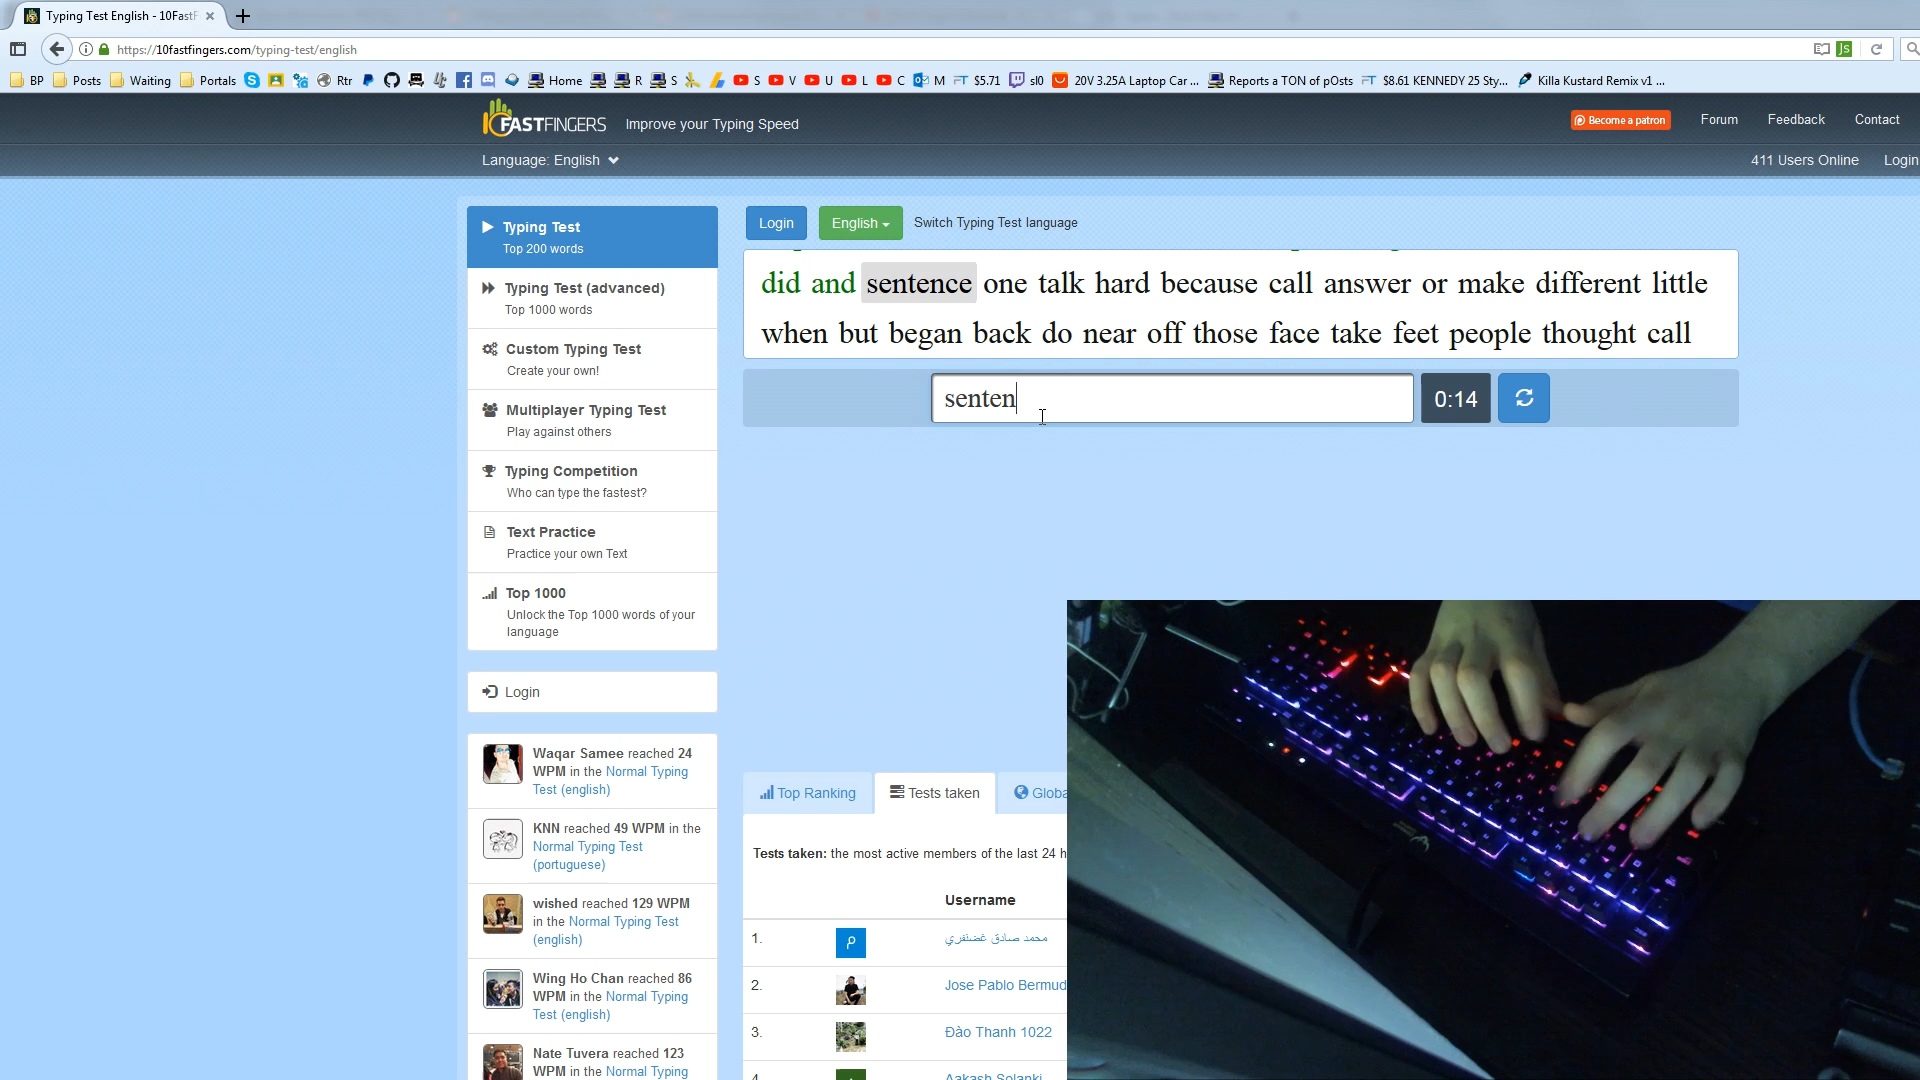 Typing Test English - 10FastF
https://10fastfingers.com/typing-test/english
BP Posts Waiting Portals Rtr Home R S S V U L C M $5.71 sl0 20V 3.25A Laptop Car ... Reports a TON of pOsts $8.61 KENNEDY 25 Sty... Killa Kustard Remix v1 ...
FASTFINGERS Improve your Typing Speed
Become a patron Forum Feedback Contact
Language: English
411 Users Online Login
Typing Test
Top 200 words
Typing Test (advanced)
Top 1000 words
Custom Typing Test
Create your own!
Multiplayer Typing Test
Play against others
Typing Competition
Who can type the fastest?
Text Practice
Practice your own Text
Top 1000
Unlock the Top 1000 words of your
language
Login
Waqar Samee reached 24
WPM in the Normal Typing
Test (english)
KNN reached 49 WPM in the
Normal Typing Test
(portuguese)
wished reached 129 WPM
in the Normal Typing Test
(english)
Wing Ho Chan reached 86
WPM in the Normal Typing
Test (english)
Nate Tuvera reached 123
WPM in the Normal Typing
Login English Switch Typing Test language
did and sentence one talk hard because call answer or make different little
when but began back do near off those face take feet people thought call
senten
0:14
Top Ranking Tests taken Globa
Tests taken: the most active members of the last 24 h
Username
1. محمد صادق غضنفري
2. Jose Pablo Bermud
3. Đào Thanh 1022
4. Aakash Solanki